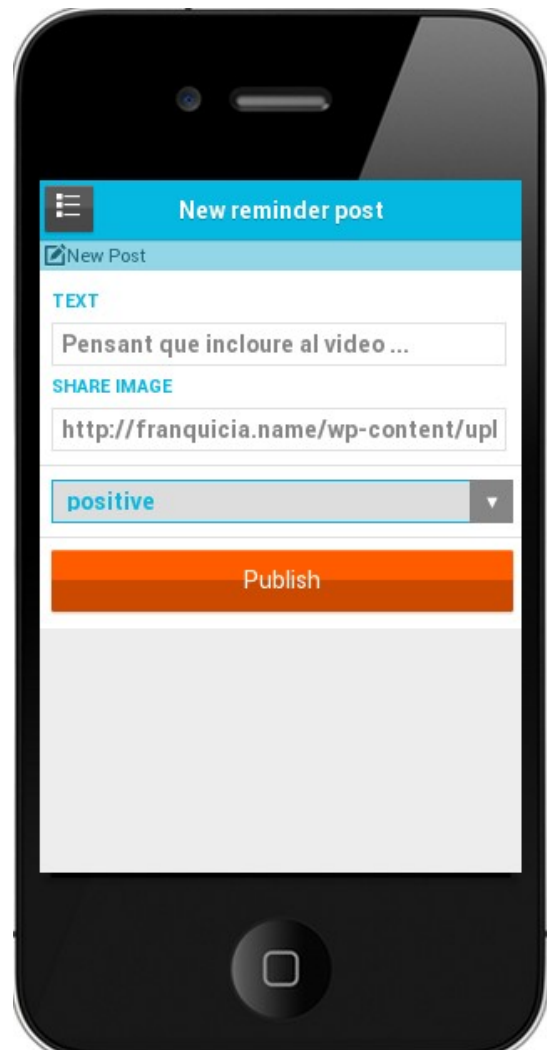 New reminder post
New Post
TEXT
Pensant que incloure al video ...
SHARE IMAGE
http://franquicia.name/wp-content/upl
positive
Publish